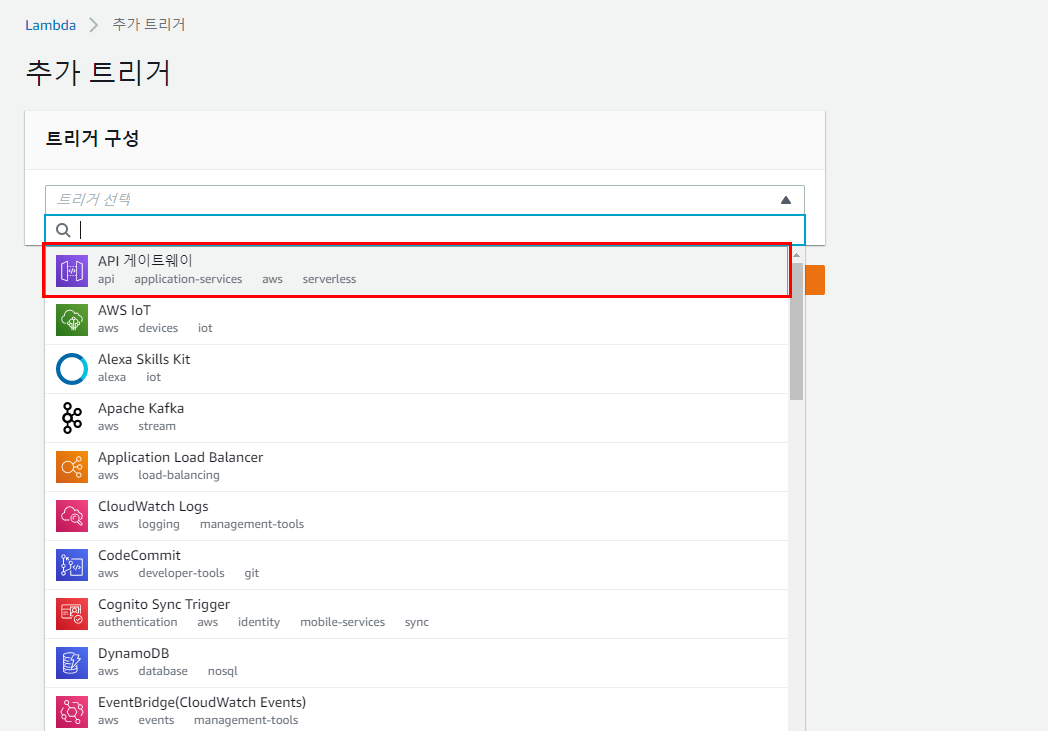 Lambda 추가 트리거
추가 트리거
트리거 구성
트리거 선택
API 게이트웨이
api application-services aws serverless
AWS IoT
aws devices iot
Alexa Skills Kit
alexa iot
Apache Kafka
aws stream
Application Load Balancer
aws load-balancing
CloudWatch Logs
aws logging management-tools
CodeCommit
aws developer-tools git
Cognito Sync Trigger
authentication aws identity mobile-services sync
DynamoDB
aws database nosql
EventBridge(CloudWatch Events)
aws events management-tools